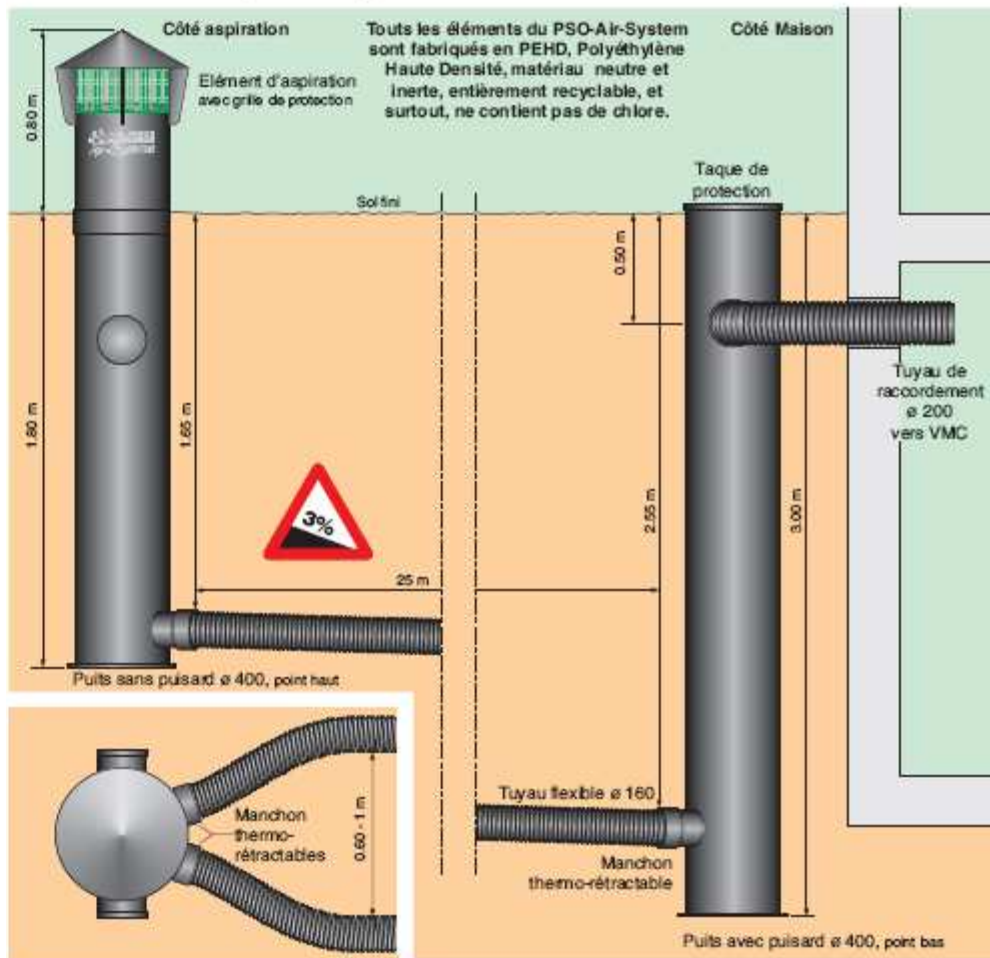 Côté aspiration
Touts les éléments du PSO-Air-System
sont fabriqués en PEHD, Polyéthylène
Haute Densité, matériau neutre et
inerte, entièrement recyclable, et
surtout, ne contient pas de chlore.
Côté Maison
Elément d'aspiration
avec grille de protection
0.80 m
Taque de
protection
Sol fini
0.50 m
1.80 m
1.65 m
2.55 m
3.00 m
Tuyau de
raccordement
ø 200
vers VMC
3%
25 m
Puits sans puisard ø 400, point haut
Manchon
thermo-
rétractables
0.60 - 1 m
Tuyau flexible ø 160
Manchon
thermo-rétractable
Puits avec puisard ø 400, point bas